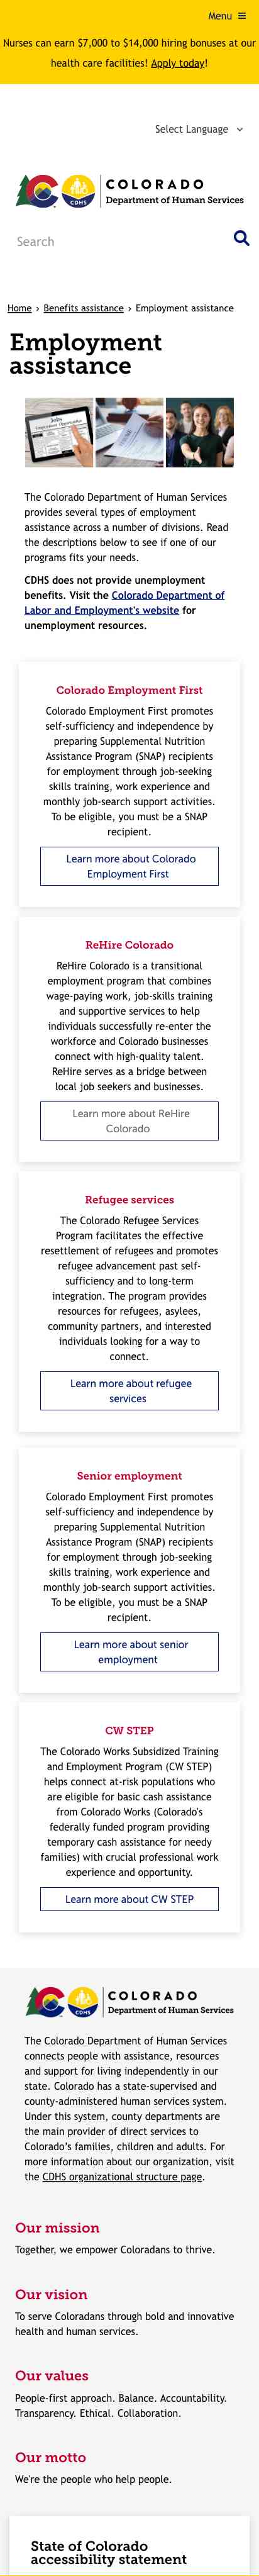 Menu ≡
Nurses can earn $7,000 to $14,000 hiring bonuses at our
health care facilities! Apply today!
Select Language
COLORADO
Department of Human Services
CDHS
Search
Home › Benefits assistance › Employment assistance
Employment
assistance
The Colorado Department of Human Services
provides several types of employment
assistance across a number of divisions. Read
the descriptions below to see if one of our
programs fits your needs.
CDHS does not provide unemployment
benefits. Visit the Colorado Department of
Labor and Employment's website for
unemployment resources.
Colorado Employment First
Colorado Employment First promotes
self-sufficiency and independence by
preparing Supplemental Nutrition
Assistance Program (SNAP) recipients
for employment through job-seeking
skills training, work experience and
monthly job-search support activities.
To be eligible, you must be a SNAP
recipient.
Learn more about Colorado
Employment First
ReHire Colorado
ReHire Colorado is a transitional
employment program that combines
wage-paying work, job-skills training
and supportive services to help
individuals successfully re-enter the
workforce and Colorado businesses
connect with high-quality talent.
ReHire serves as a bridge between
local job seekers and businesses.
Learn more about ReHire
Colorado
Refugee services
The Colorado Refugee Services
Program facilitates the effective
resettlement of refugees and promotes
refugee advancement past self-
sufficiency and to long-term
integration. The program provides
resources for refugees, asylees,
community partners, and interested
individuals looking for a way to
connect.
Learn more about refugee
services
Senior employment
Colorado Employment First promotes
self-sufficiency and independence by
preparing Supplemental Nutrition
Assistance Program (SNAP) recipients
for employment through job-seeking
skills training, work experience and
monthly job-search support activities.
To be eligible, you must be a SNAP
recipient.
Learn more about senior
employment
CW STEP
The Colorado Works Subsidized Training
and Employment Program (CW STEP)
helps connect at-risk populations who
are eligible for basic cash assistance
from Colorado Works (Colorado's
federally funded program providing
temporary cash assistance for needy
families) with crucial professional work
experience and opportunity.
Learn more about CW STEP
COLORADO
Department of Human Services
CDHS
The Colorado Department of Human Services
connects people with assistance, resources
and support for living independently in our
state. Colorado has a state-supervised and
county-administered human services system.
Under this system, county departments are
the main provider of direct services to
Colorado’s families, children and adults. For
more information about our organization, visit
the CDHS organizational structure page.
Our mission
Together, we empower Coloradans to thrive.
Our vision
To serve Coloradans through bold and innovative
health and human services.
Our values
People-first approach. Balance. Accountability.
Transparency. Ethical. Collaboration.
Our motto
We're the people who help people.
State of Colorado
accessibility statement